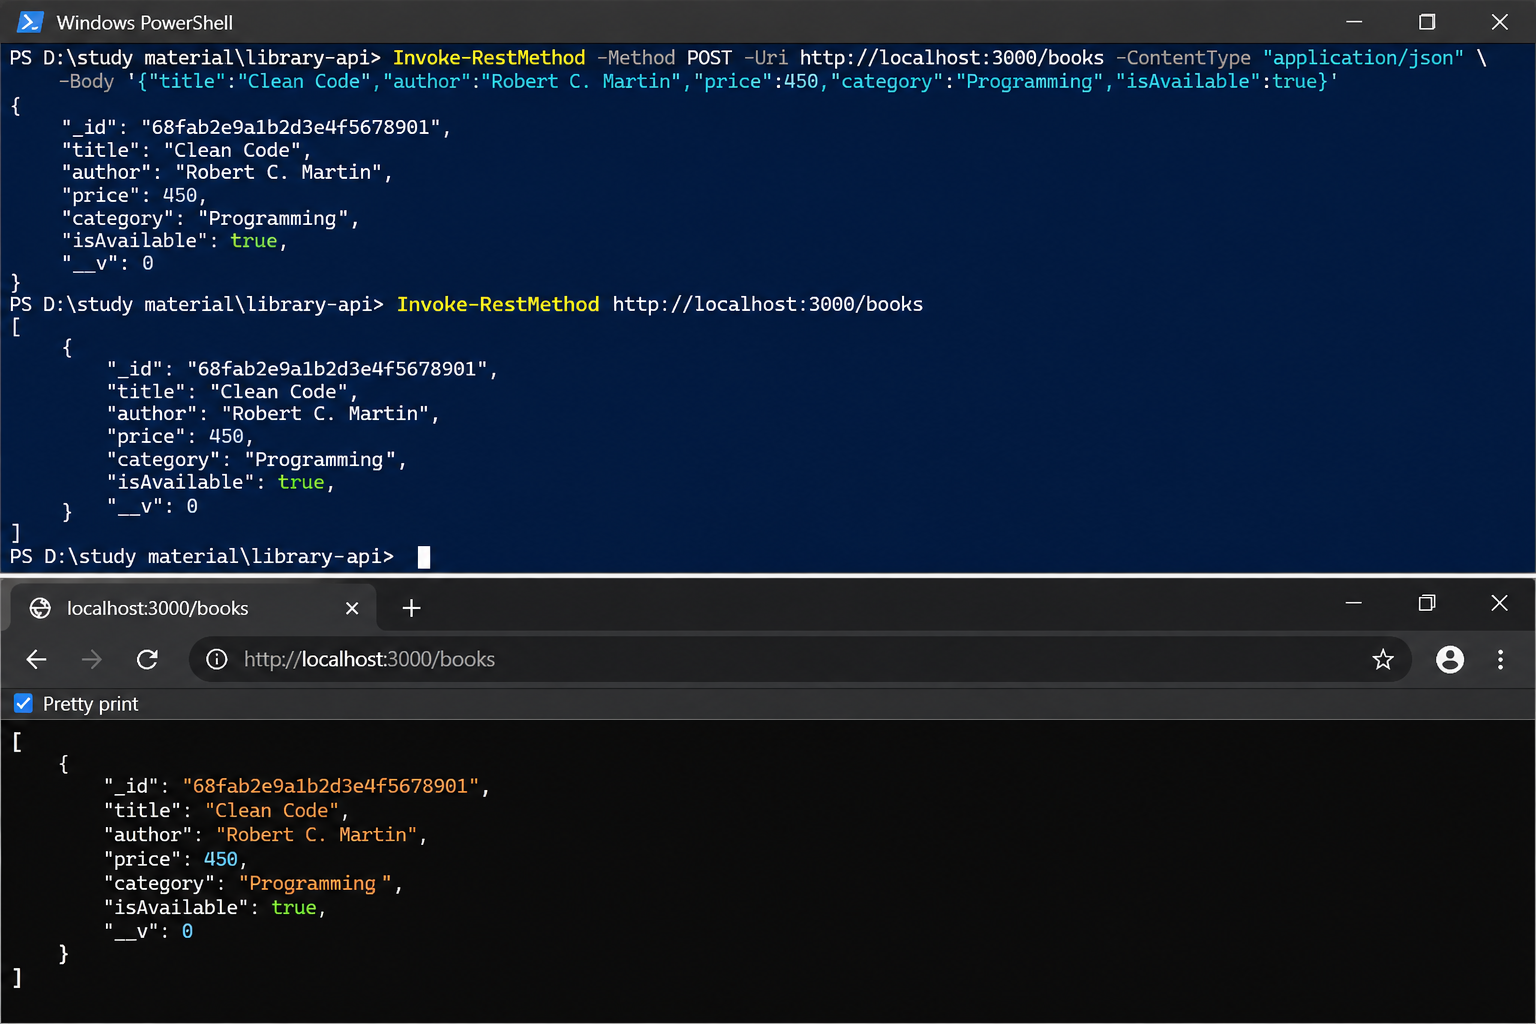 Windows PowerShell
PS D:\study material\library-api> Invoke-RestMethod -Method POST -Uri http://localhost:3000/books -ContentType "application/json" \
-Body '{"title":"Clean Code","author":"Robert C. Martin","price":450,"category":"Programming","isAvailable":true}'
{
"_id": "68fab2e9a1b2d3e4f5678901",
"title": "Clean Code",
"author": "Robert C. Martin",
"price": 450,
"category": "Programming",
"isAvailable": true,
"__v": 0
}
PS D:\study material\library-api> Invoke-RestMethod http://localhost:3000/books
[
{
"_id": "68fab2e9a1b2d3e4f5678901",
"title": "Clean Code",
"author": "Robert C. Martin",
"price": 450,
"category": "Programming",
"isAvailable": true,
"__v": 0
}
]
PS D:\study material\library-api>
localhost:3000/books
http://localhost:3000/books
Pretty print
[
{
"_id": "68fab2e9a1b2d3e4f5678901",
"title": "Clean Code",
"author": "Robert C. Martin",
"price": 450,
"category": "Programming",
"isAvailable": true,
"__v": 0
}
]